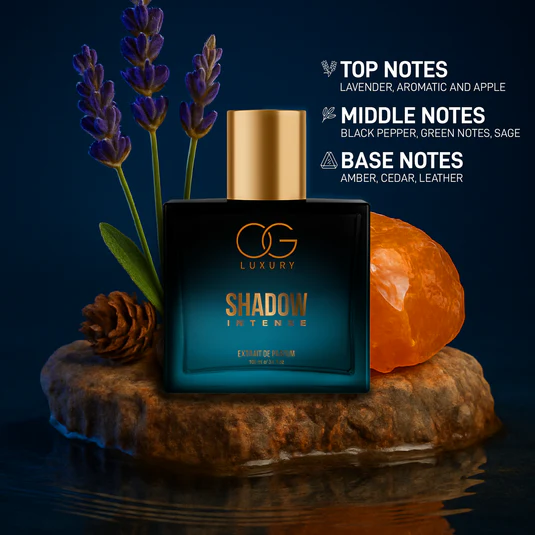 TOP NOTES
LAVENDER, AROMATIC AND APPLE
MIDDLE NOTES
BLACK PEPPER, GREEN NOTES, SAGE
BASE NOTES
AMBER, CEDAR, LEATHER
OG
LUXURY
SHADOW
INTENSE
EXTRAIT DE PARFUM